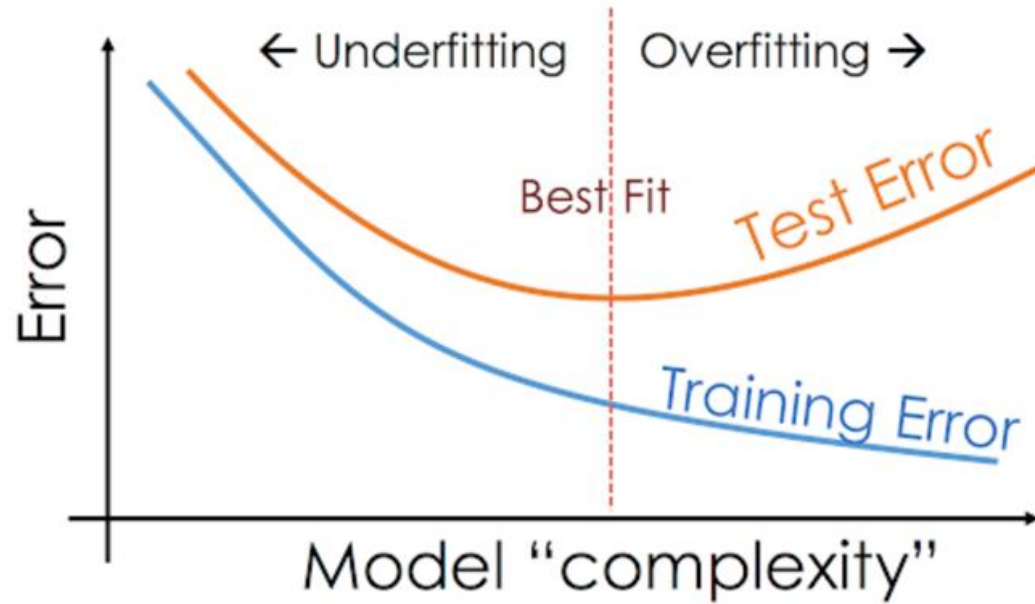 ← Underfitting
Overfitting →
Best Fit
Test Error
Error
Training Error
Model “complexity”